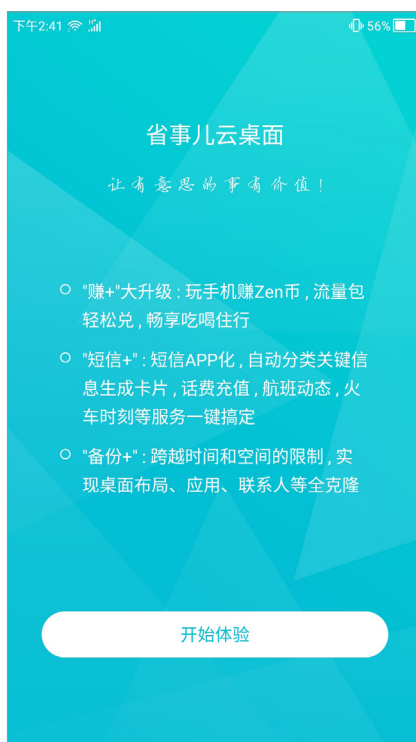 下午2:41 56%
省事儿云桌面
让有意思的事有价值！
"赚+"大升级：玩手机赚Zen币，流量包
轻松兑，畅享吃喝住行
"短信+"：短信APP化，自动分类关键信
息生成卡片，话费充值，航班动态，火
车时刻等服务一键搞定
"备份+"：跨越时间和空间的限制，实
现桌面布局、应用、联系人等全克隆
开始体验